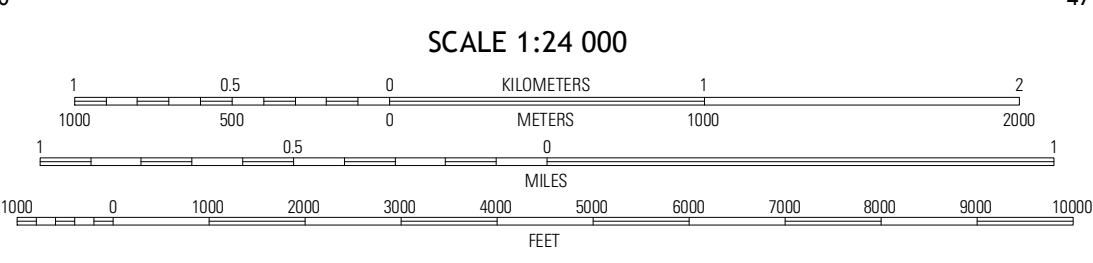 SCALE 1:24 000
1 0.5 0 KILOMETERS 1 2
1000 500 0 METERS 1000 2000
1 0.5 0 1
MILES
1000 0 1000 2000 3000 4000 5000 6000 7000 8000 9000 10000
FEET